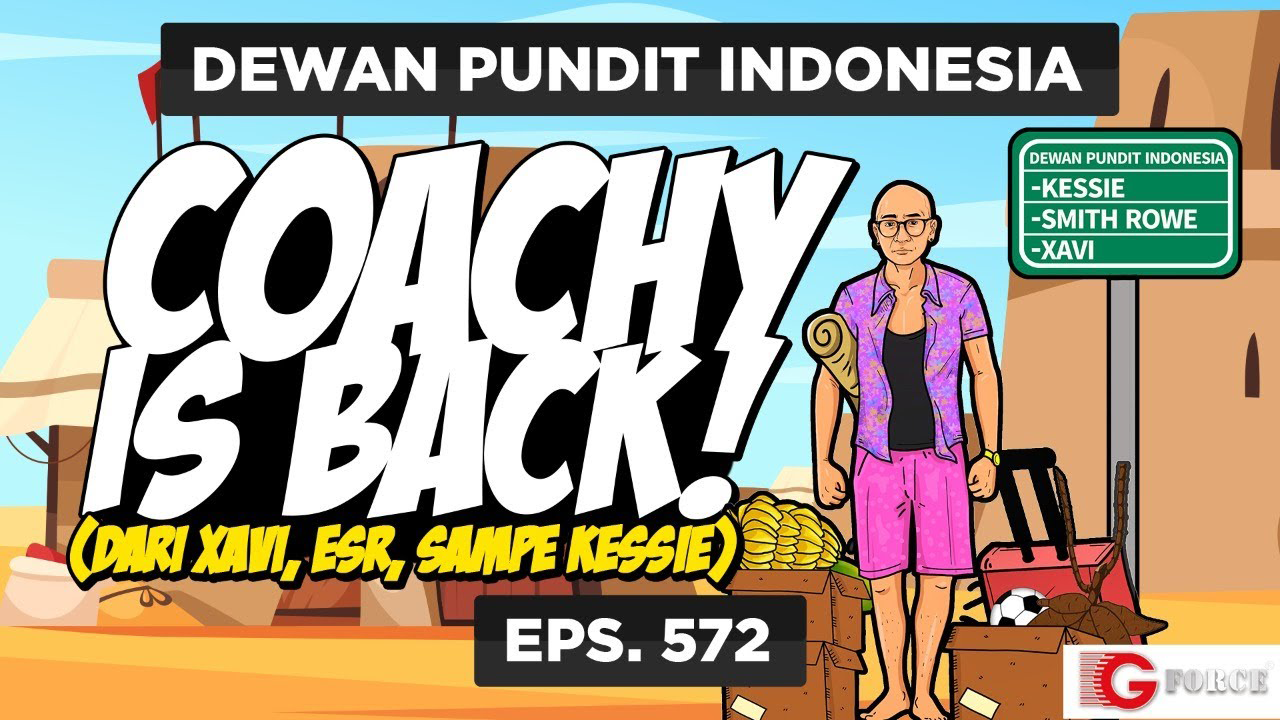 DEWAN PUNDIT INDONESIA
COACHY
IS BACK!
(DARI XAVI, ESR, SAMPE KESSIE)
EPS. 572
DEWAN PUNDIT INDONESIA
-KESSIE
-SMITH ROWE
-XAVI
G FORCE